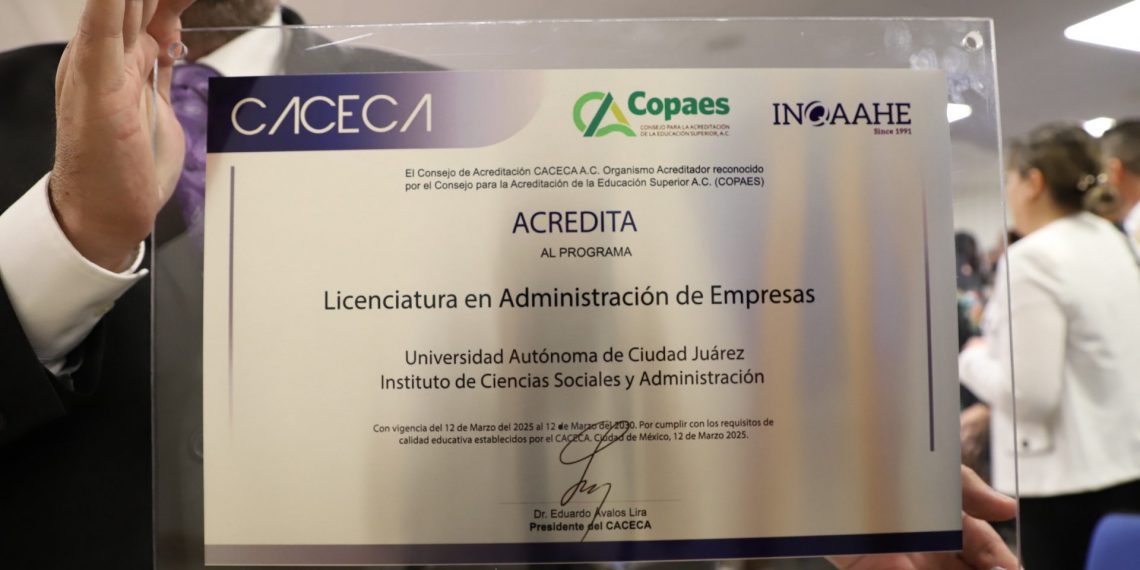 CACECA
Copaes
CONSEJO PARA LA ACREDITACIÓN
DE LA EDUCACIÓN SUPERIOR, A.C.
INQAAHE
Since 1991
El Consejo de Acreditación CACECA A.C. Organismo Acreditador reconocido
por el Consejo para la Acreditación de la Educación Superior A.C. (COPAES)
ACREDITA
AL PROGRAMA
Licenciatura en Administración de Empresas
Universidad Autónoma de Ciudad Juárez
Instituto de Ciencias Sociales y Administración
Con vigencia del 12 de Marzo del 2025 al 12 de Marzo del 2030. Por cumplir con los requisitos de
calidad educativa establecidos por el CACECA. Ciudad de México, 12 de Marzo 2025.
Dr. Eduardo Ávalos Lira
Presidente del CACECA